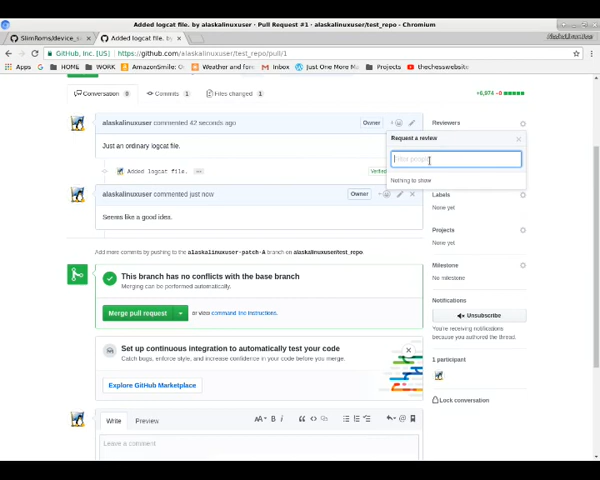 Added logcat file. by alaskalinuxuser · Pull Request #1 · alaskalinuxuser/test_repo - Chromium
SlimRoms/device_s
Added logcat file. by
GitHub, Inc. [US]
https://github.com/alaskalinuxuser/test_repo/pull/1
Apps HOME WORK AmazonSmile: Weather and for Inbox Just One More Ma Projects thechesswebsite
Conversation 0 Commits 1 Files changed 1
+6,974 -0
alaskalinuxuser commented 42 seconds ago
Owner
Reviewers
Request a review
Just an ordinary logcat file.
Added logcat file.
Nothing to show
alaskalinuxuser commented just now
Owner
Labels
None yet
Seems like a good idea.
Projects
None yet
Add more commits by pushing to the alaskalinuxuser-patch-A branch on alaskalinuxuser/test_repo.
Milestone
No milestone
This branch has no conflicts with the base branch
Merging can be performed automatically.
Notifications
Merge pull request
or view command line instructions.
Unsubscribe
You're receiving notifications
because you authored the thread.
Set up continuous integration to automatically test your code
Catch bugs, enforce style, and increase confidence in your code before you merge.
1 participant
Explore GitHub Marketplace
Lock conversation
Write Preview
Leave a comment